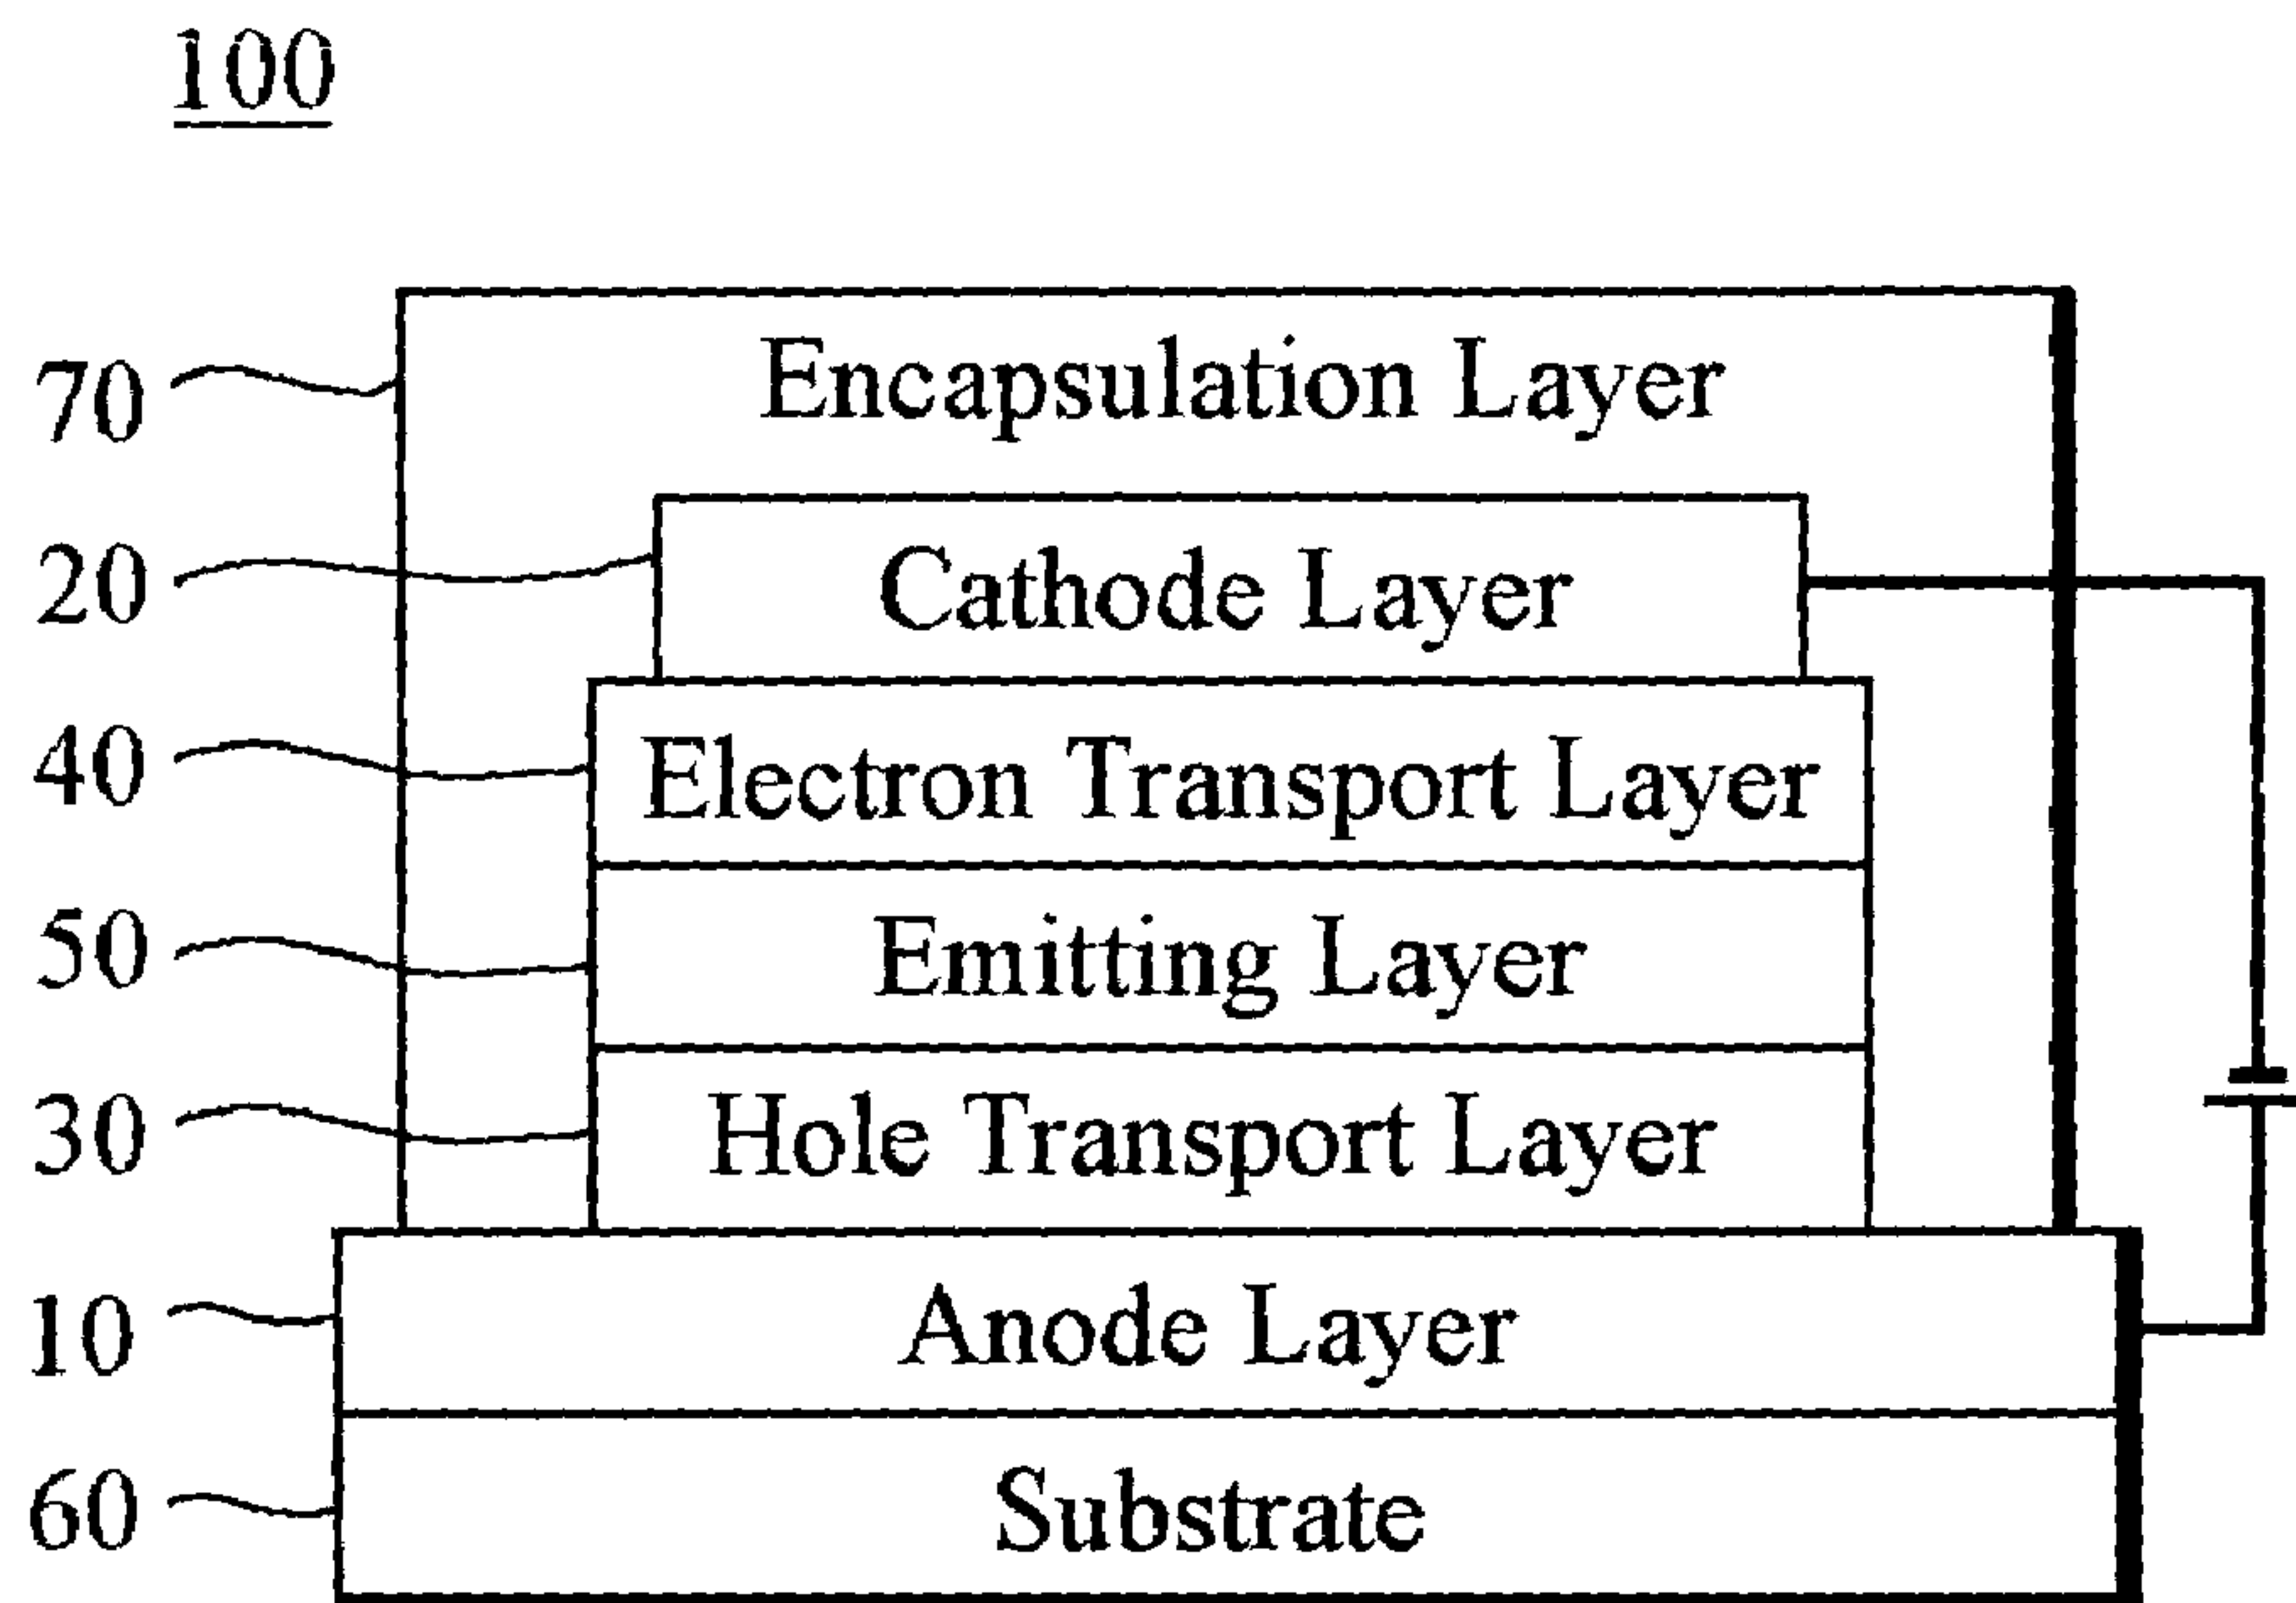 100
70 Encapsulation Layer
20 Cathode Layer
40 Electron Transport Layer
50 Emitting Layer
30 Hole Transport Layer
10 Anode Layer
60 Substrate